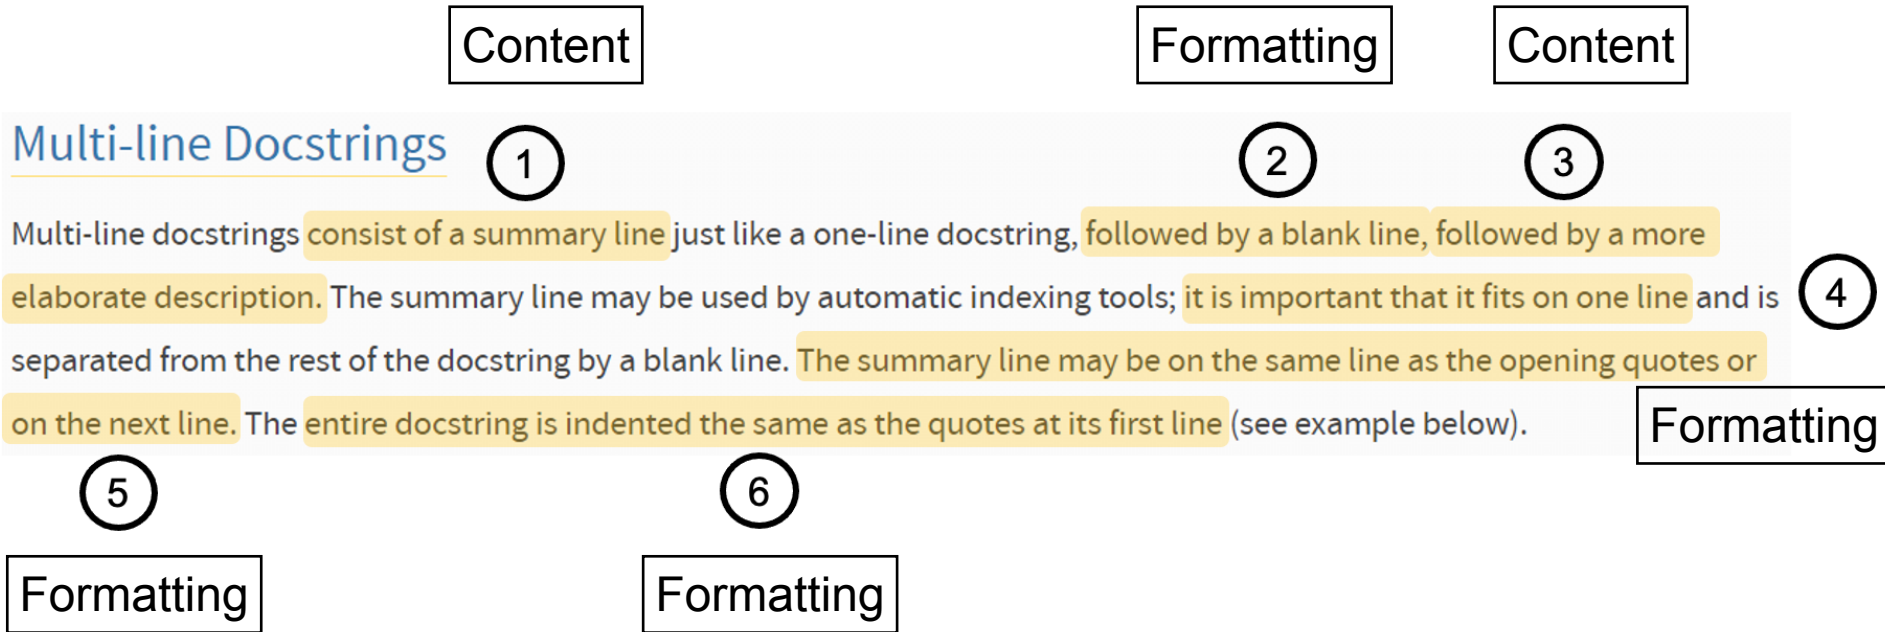 Content
Formatting
Content
Multi-line Docstrings
1
2
3
Multi-line docstrings consist of a summary line just like a one-line docstring, followed by a blank line, followed by a more
elaborate description. The summary line may be used by automatic indexing tools; it is important that it fits on one line and is
4
separated from the rest of the docstring by a blank line. The summary line may be on the same line as the opening quotes or
on the next line. The entire docstring is indented the same as the quotes at its first line (see example below).
Formatting
5
6
Formatting
Formatting